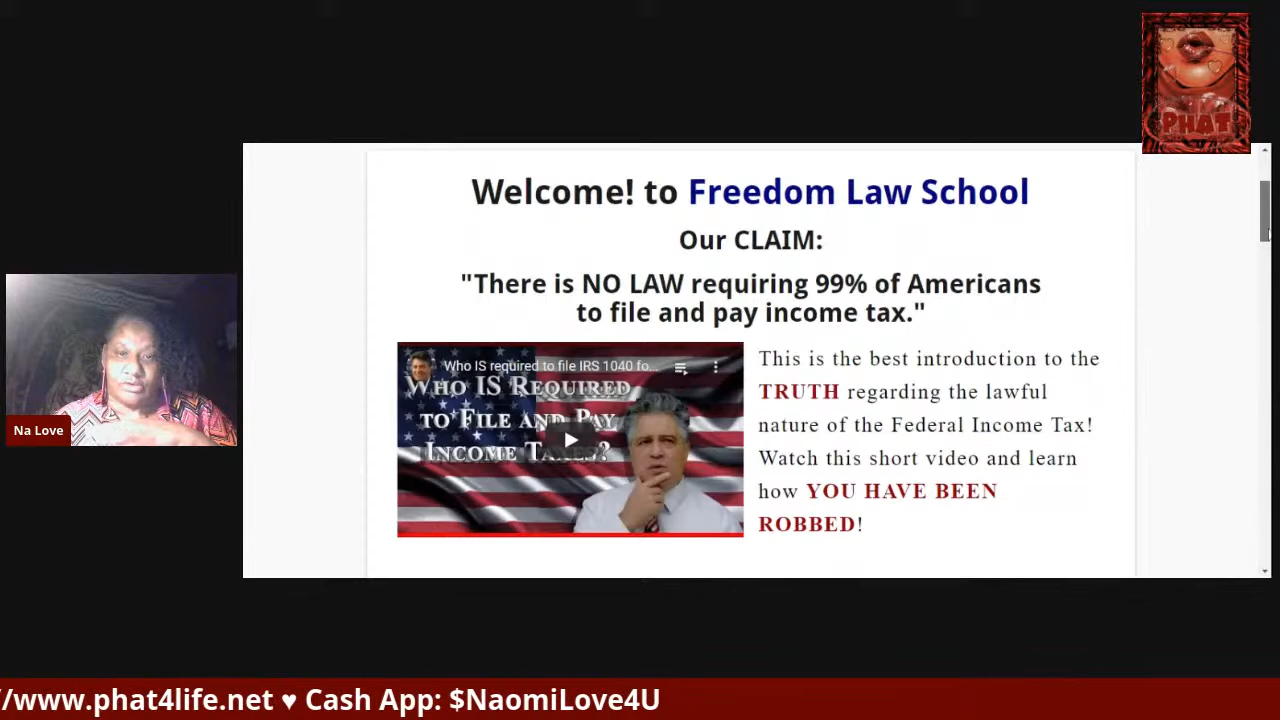 PHAT
Welcome! to Freedom Law School
Our CLAIM:
"There is NO LAW requiring 99% of Americans
to file and pay income tax."
Who IS required to file IRS 1040 fo...
WHO IS REQUIRED
TO FILE AND PAY
INCOME TAXES?
This is the best introduction to the
TRUTH regarding the lawful
nature of the Federal Income Tax!
Watch this short video and learn
how YOU HAVE BEEN
ROBBED!
Na Love
//www.phat4life.net ♥ Cash App: $NaomiLove4U